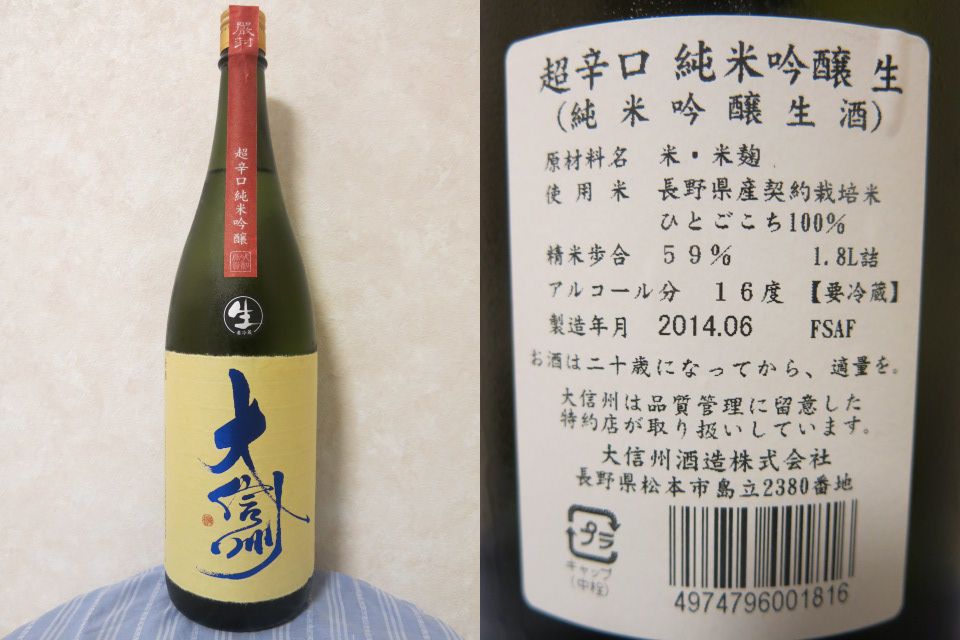 厳封
超辛口純米吟醸
生
要冷蔵
大信州
超辛口 純米吟醸 生
(純米吟醸生酒)
原材料名 米・米麹
使用米 長野県産契約栽培米
ひとごこち100%
精米歩合 59% 1.8L詰
アルコール分 16度 【要冷蔵】
製造年月 2014.06 FSAF
お酒は二十歳になってから、適量を。
大信州は品質管理に留意した
特約店が取り扱いしています。
大信州酒造株式会社
長野県松本市島立2380番地
プラ
キャップ
(中栓)
4974796001816